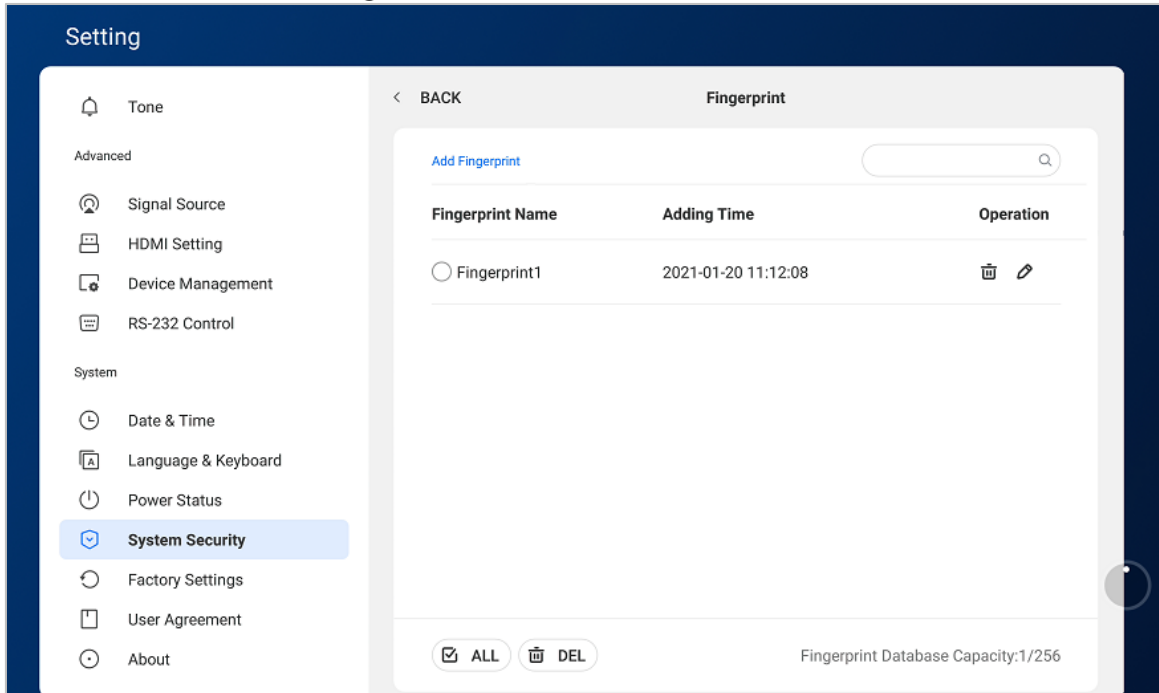 Setting
Tone
Advanced
Signal Source
HDMI Setting
Device Management
RS-232 Control
System
Date & Time
A
Language & Keyboard
Power Status
System Security
Factory Settings
User Agreement
About
< BACK
Fingerprint
Add Fingerprint
Fingerprint Name Adding Time Operation
Fingerprint1 2021-01-20 11:12:08
ALL DEL Fingerprint Database Capacity:1/256